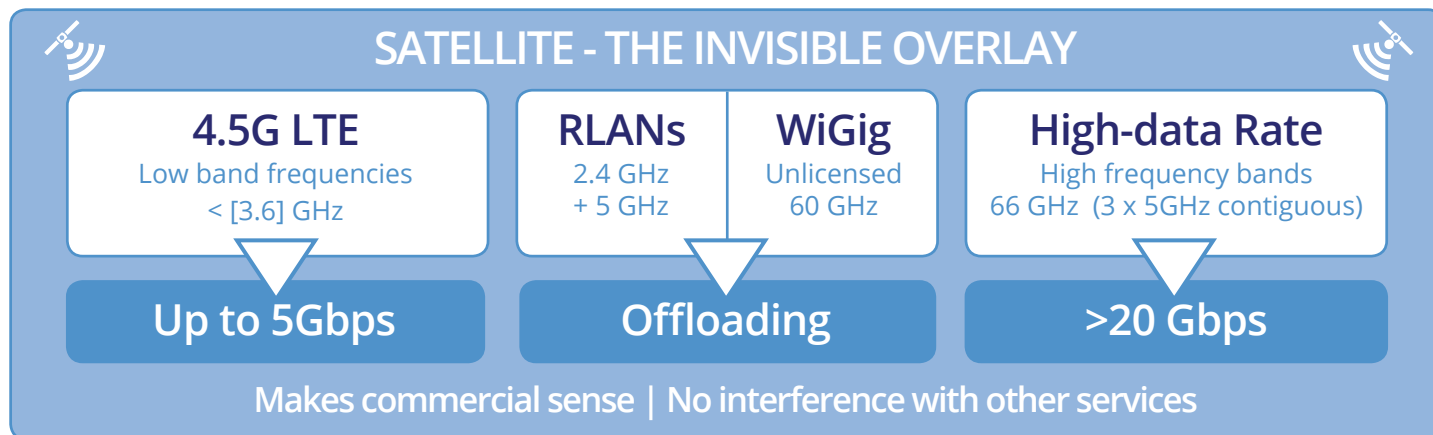 SATELLITE - THE INVISIBLE OVERLAY
4.5G LTE
Low band frequencies
< [3.6] GHz
Up to 5Gbps
RLANs
2.4 GHz
+ 5 GHz
WiGig
Unlicensed
60 GHz
Offloading
High-data Rate
High frequency bands
66 GHz (3 x 5GHz contiguous)
>20 Gbps
Makes commercial sense | No interference with other services